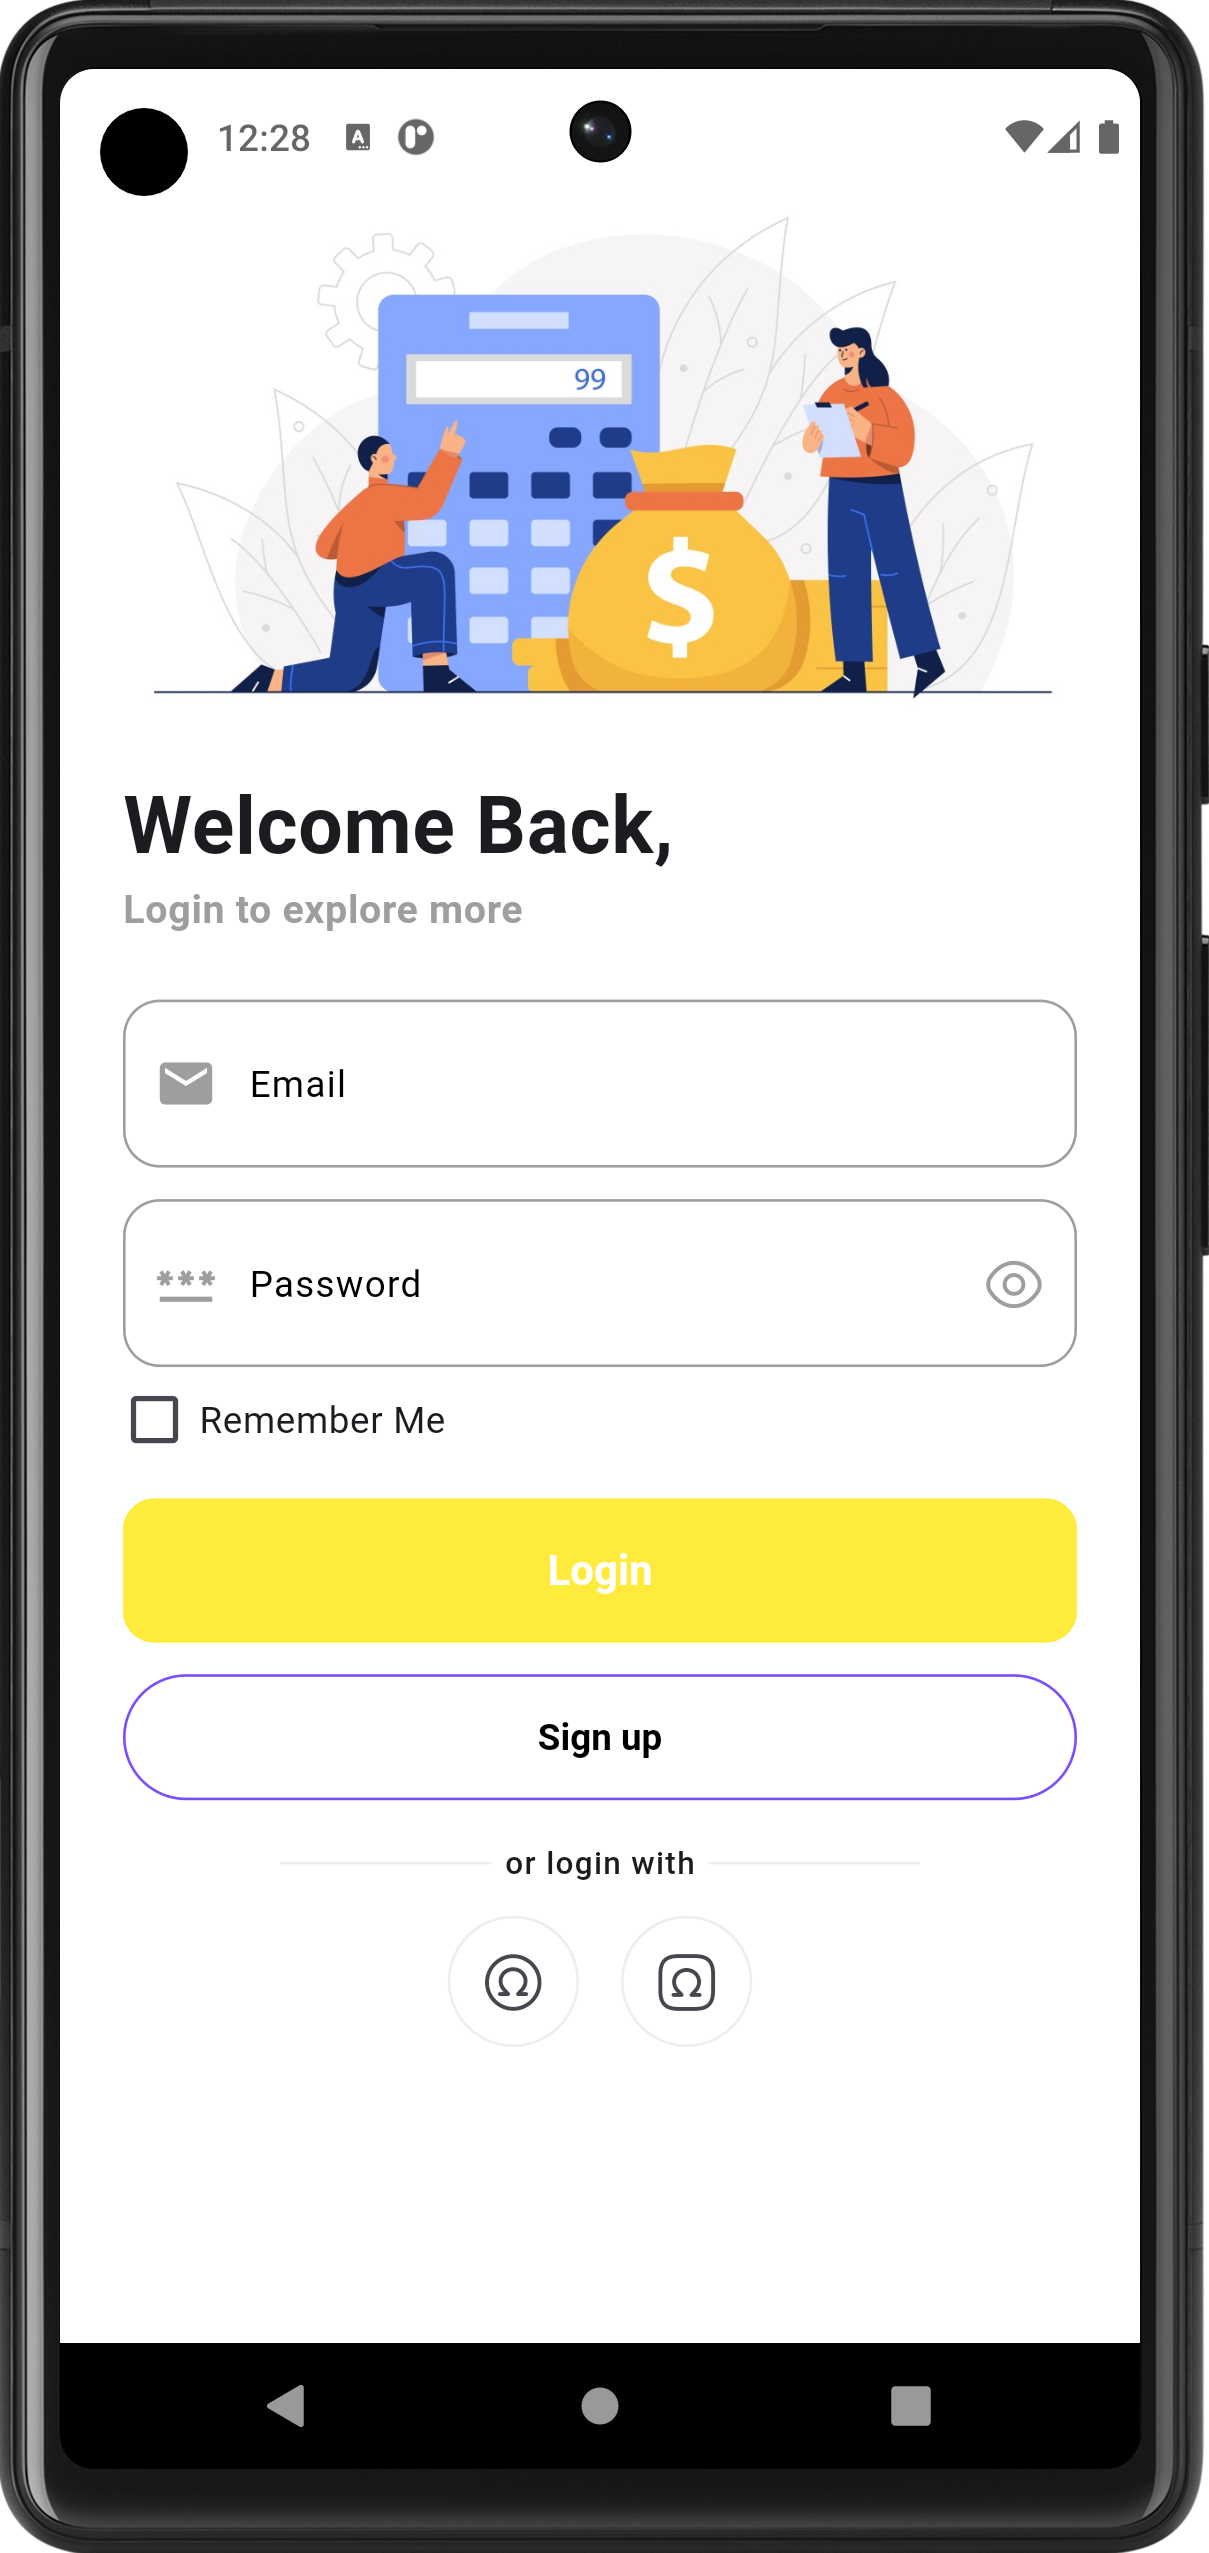 12:28
A
99
$
Welcome Back,
Login to explore more
Email
*** Password
Remember Me
Login
Sign up
or login with
Ω Ω